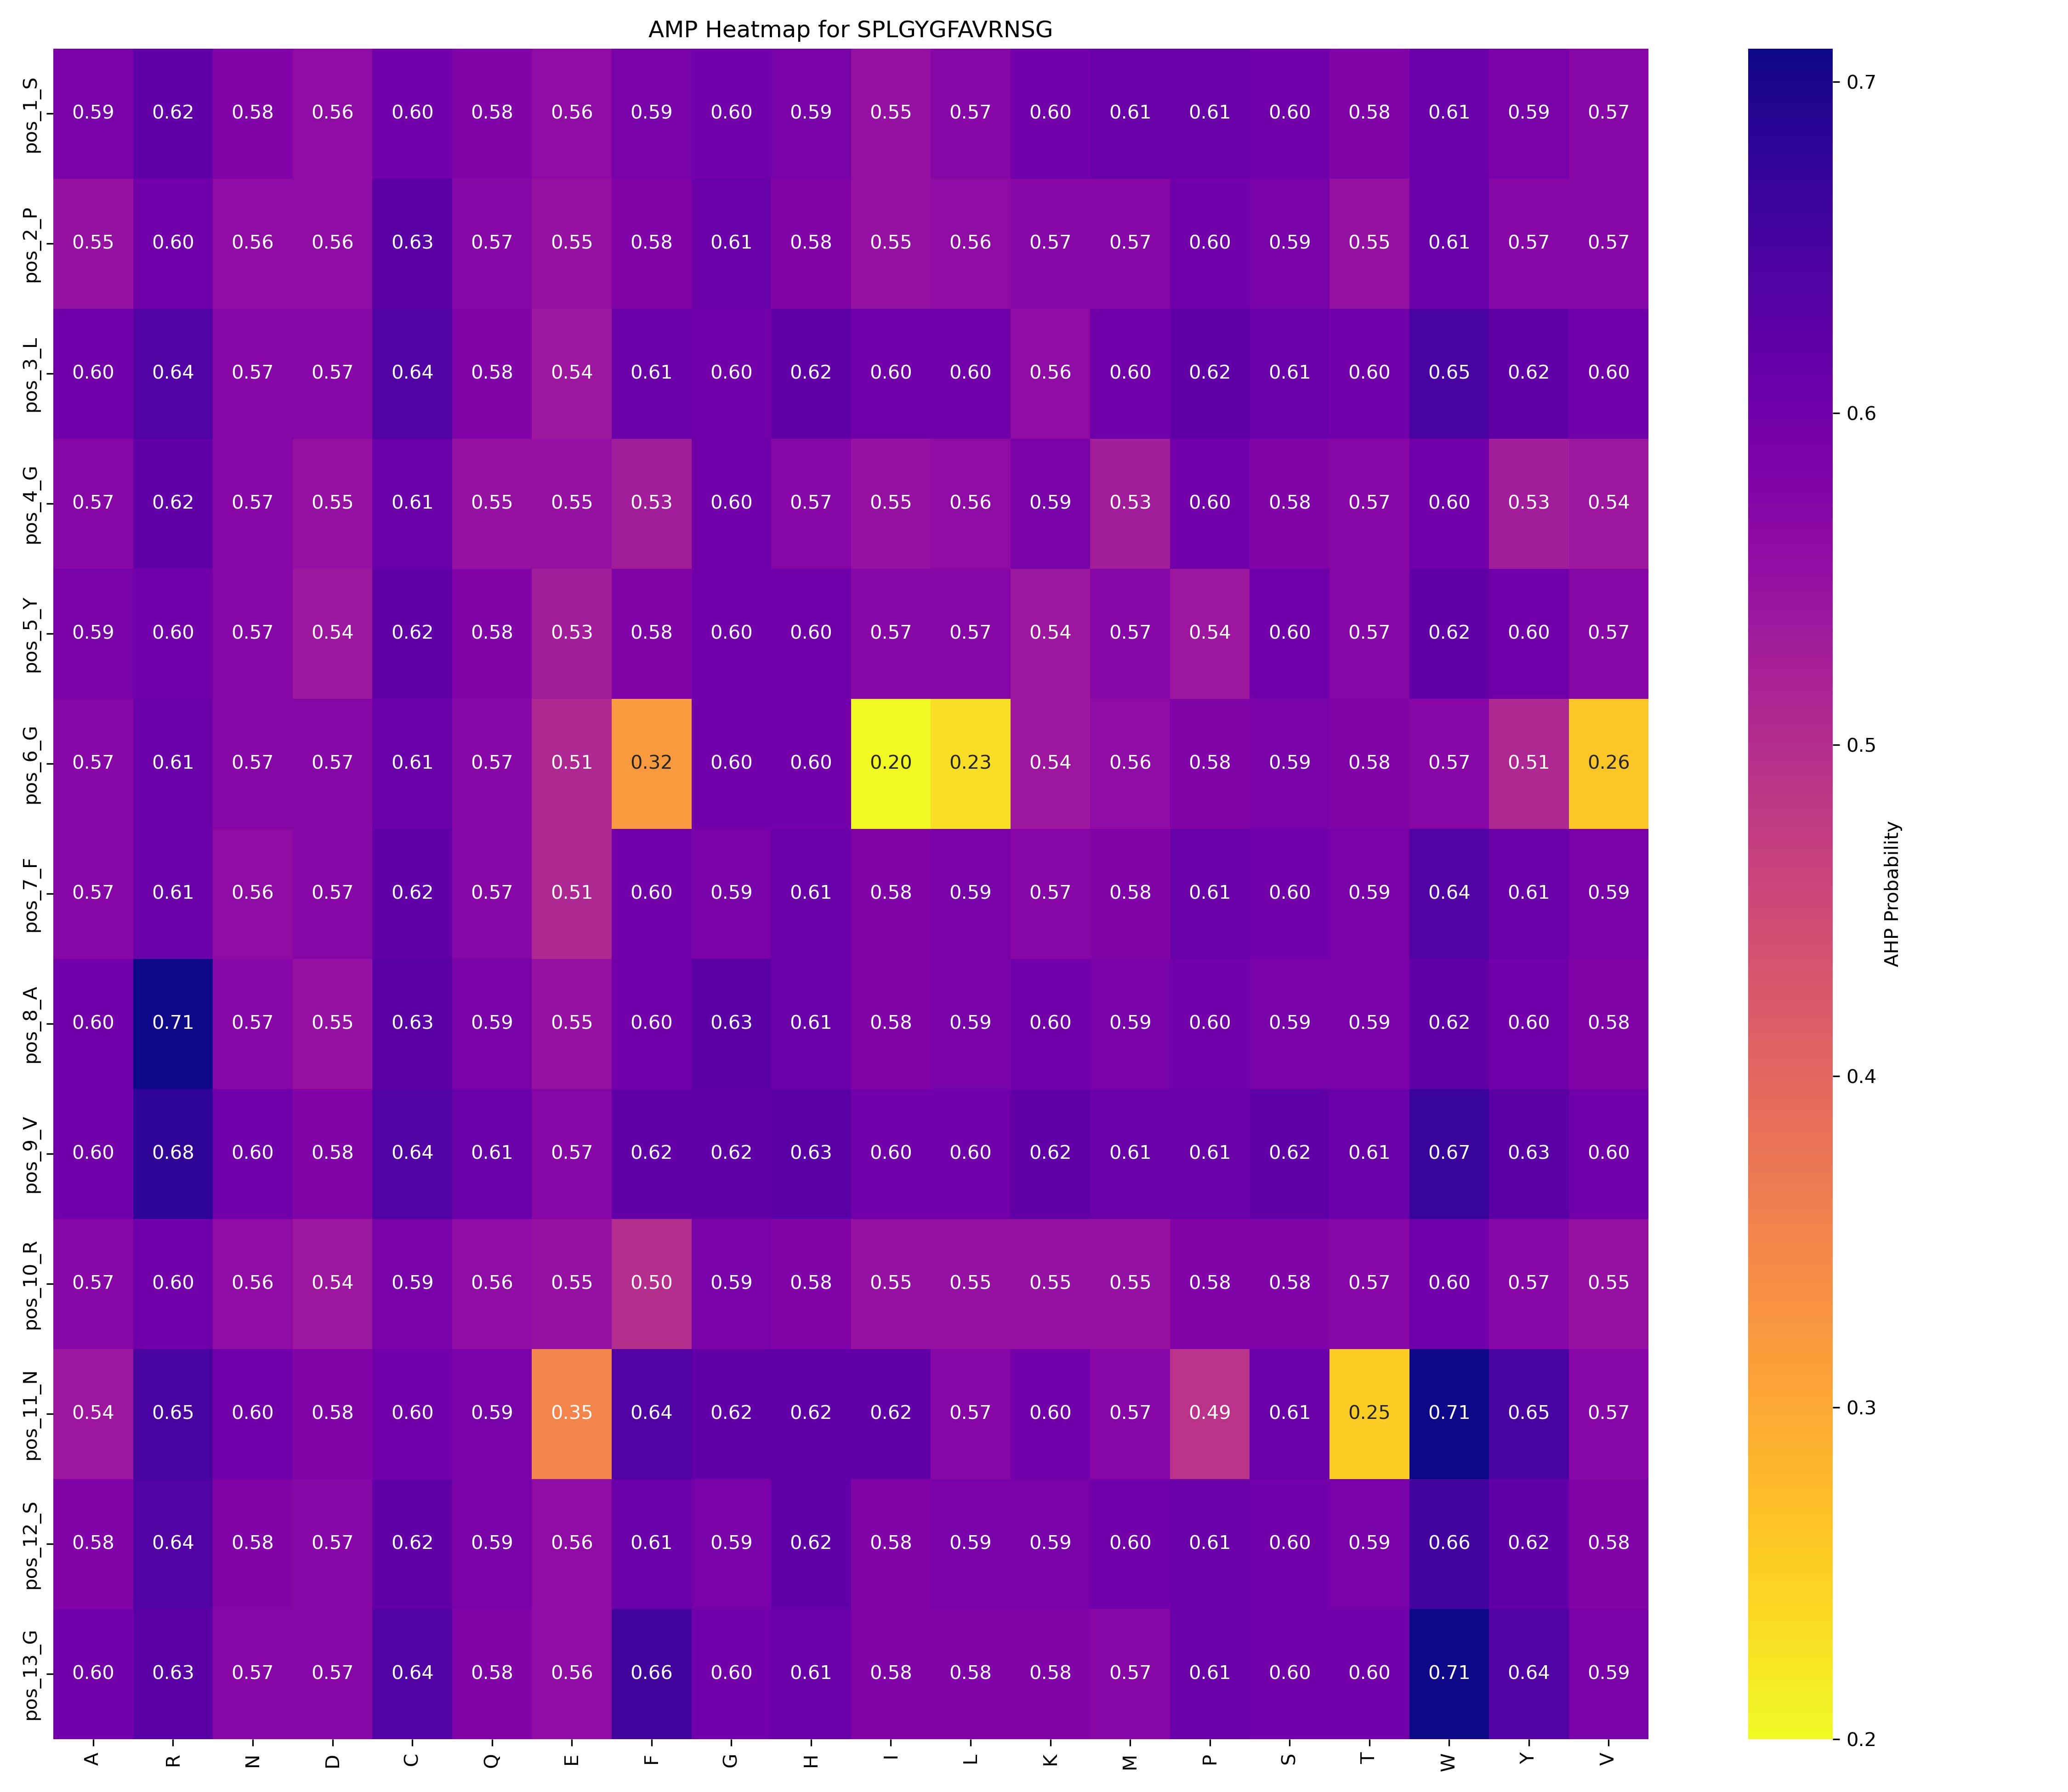 AMP Heatmap for SPLGYGFAVRNSG
pos_1_S 0.59 0.62 0.58 0.56 0.60 0.58 0.56 0.59 0.60 0.59 0.55 0.57 0.60 0.61 0.61 0.60 0.58 0.61 0.59 0.57
pos_2_P 0.55 0.60 0.56 0.56 0.63 0.57 0.55 0.58 0.61 0.58 0.55 0.56 0.57 0.57 0.60 0.59 0.55 0.61 0.57 0.57
pos_3_L 0.60 0.64 0.57 0.57 0.64 0.58 0.54 0.61 0.60 0.62 0.60 0.60 0.56 0.60 0.62 0.61 0.60 0.65 0.62 0.60
pos_4_G 0.57 0.62 0.57 0.55 0.61 0.55 0.55 0.53 0.60 0.57 0.55 0.56 0.59 0.53 0.60 0.58 0.57 0.60 0.53 0.54
pos_5_Y 0.59 0.60 0.57 0.54 0.62 0.58 0.53 0.58 0.60 0.60 0.57 0.57 0.54 0.57 0.54 0.60 0.57 0.62 0.60 0.57
pos_6_G 0.57 0.61 0.57 0.57 0.61 0.57 0.51 0.32 0.60 0.60 0.20 0.23 0.54 0.56 0.58 0.59 0.58 0.57 0.51 0.26
pos_7_F 0.57 0.61 0.56 0.57 0.62 0.57 0.51 0.60 0.59 0.61 0.58 0.59 0.57 0.58 0.61 0.60 0.59 0.64 0.61 0.59
pos_8_A 0.60 0.71 0.57 0.55 0.63 0.59 0.55 0.60 0.63 0.61 0.58 0.59 0.60 0.59 0.60 0.59 0.59 0.62 0.60 0.58
pos_9_V 0.60 0.68 0.60 0.58 0.64 0.61 0.57 0.62 0.62 0.63 0.60 0.60 0.62 0.61 0.61 0.62 0.61 0.67 0.63 0.60
pos_10_R 0.57 0.60 0.56 0.54 0.59 0.56 0.55 0.50 0.59 0.58 0.55 0.55 0.55 0.55 0.58 0.58 0.57 0.60 0.57 0.55
pos_11_N 0.54 0.65 0.60 0.58 0.60 0.59 0.35 0.64 0.62 0.62 0.62 0.57 0.60 0.57 0.49 0.61 0.25 0.71 0.65 0.57
pos_12_S 0.58 0.64 0.58 0.57 0.62 0.59 0.56 0.61 0.59 0.62 0.58 0.59 0.59 0.60 0.61 0.60 0.59 0.66 0.62 0.58
pos_13_G 0.60 0.63 0.57 0.57 0.64 0.58 0.56 0.66 0.60 0.61 0.58 0.58 0.58 0.57 0.61 0.60 0.60 0.71 0.64 0.59
A R N D C Q E F G H I L K M P S T W Y V
0.7
0.6
0.5
0.4
0.3
0.2
AHP Probability